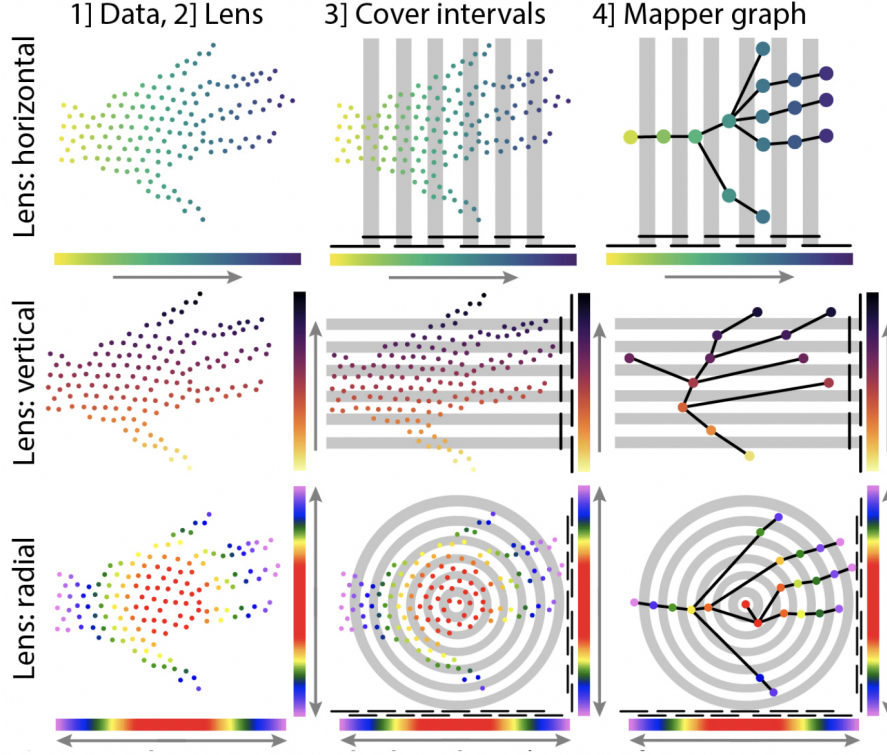 1] Data, 2] Lens
3] Cover intervals
4] Mapper graph
Lens: horizontal
Lens: vertical
Lens: radial